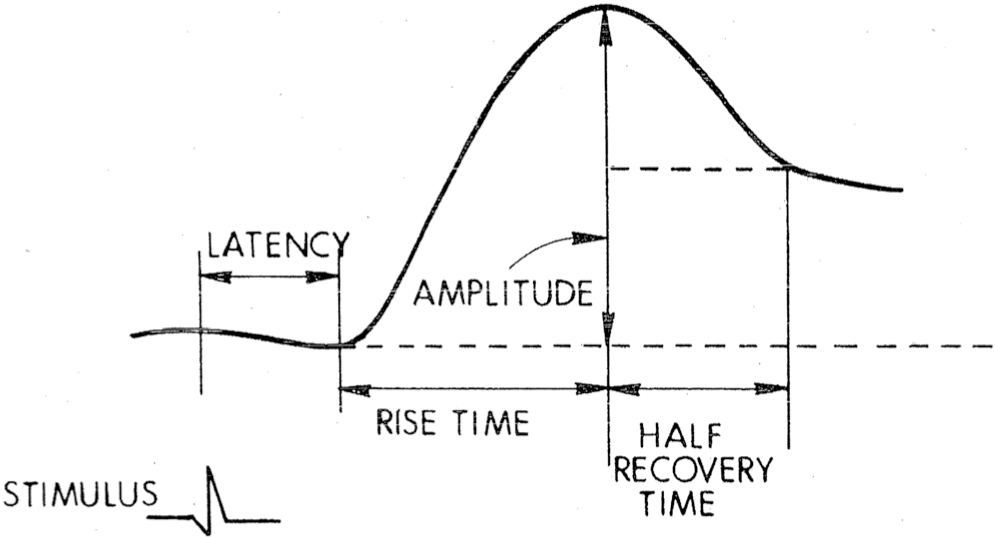 LATENCY
AMPLITUDE
RISE TIME
HALF
RECOVERY
TIME
STIMULUS